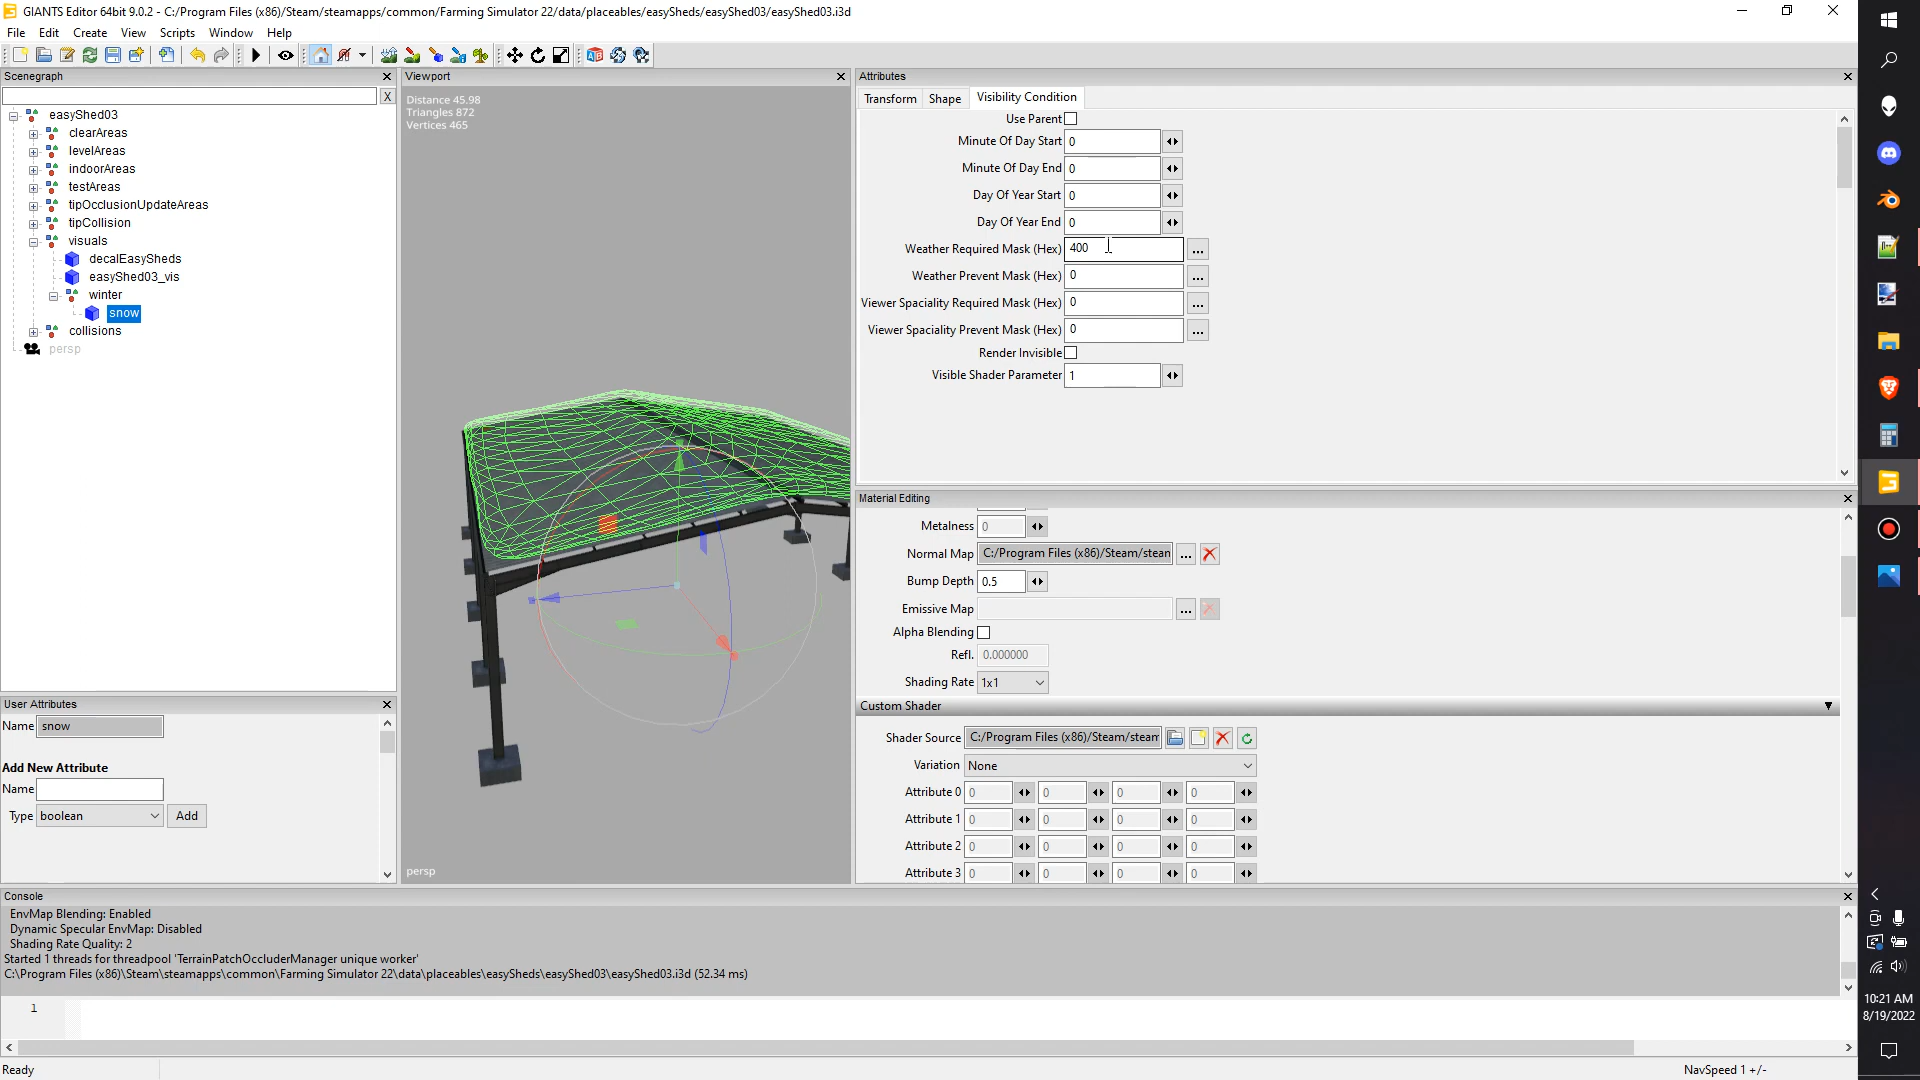 GIANTS Editor 64bit 9.0.2 - C:/Program Files (x86)/Steam/steamapps/common/Farming Simulator 22/data/placeables/easySheds/easyShed03/easyShed03.i3d
File Edit Create View Scripts Window Help
Scenegraph
X
easyShed03
clearAreas
levelAreas
indoorAreas
testAreas
tipOcclusionUpdateAreas
tipCollision
visuals
decalEasySheds
easyShed03_vis
winter
snow
collisions
persp
User Attributes
Name snow
Add New Attribute
Name
Type boolean Add
Viewport
Distance 45.98
Triangles 872
Vertices 465
persp
Attributes
Transform Shape Visibility Condition
Use Parent
Minute Of Day Start 0
Minute Of Day End 0
Day Of Year Start 0
Day Of Year End 0
Weather Required Mask (Hex) 400 ...
Weather Prevent Mask (Hex) 0 ...
Viewer Spaciality Required Mask (Hex) 0 ...
Viewer Spaciality Prevent Mask (Hex) 0 ...
Render Invisible
Visible Shader Parameter 1
Material Editing
Metalness 0
Normal Map C:/Program Files (x86)/Steam/stean ...
Bump Depth 0.5
Emissive Map ...
Alpha Blending
Refl. 0.000000
Shading Rate 1x1
Custom Shader
Shader Source C:/Program Files (x86)/Steam/stean
Variation None
Attribute 0 0 0 0 0
Attribute 1 0 0 0 0
Attribute 2 0 0 0 0
Attribute 3 0 0 0 0
Console
EnvMap Blending: Enabled
Dynamic Specular EnvMap: Disabled
Shading Rate Quality: 2
Started 1 threads for threadpool 'TerrainPatchOccluderManager unique worker'
C:\Program Files (x86)\Steam\steamapps\common\Farming Simulator 22\data\placeables\easySheds\easyShed03\easyShed03.i3d (52.34 ms)
1
Ready
NavSpeed 1 +/-
10:21 AM
8/19/2022